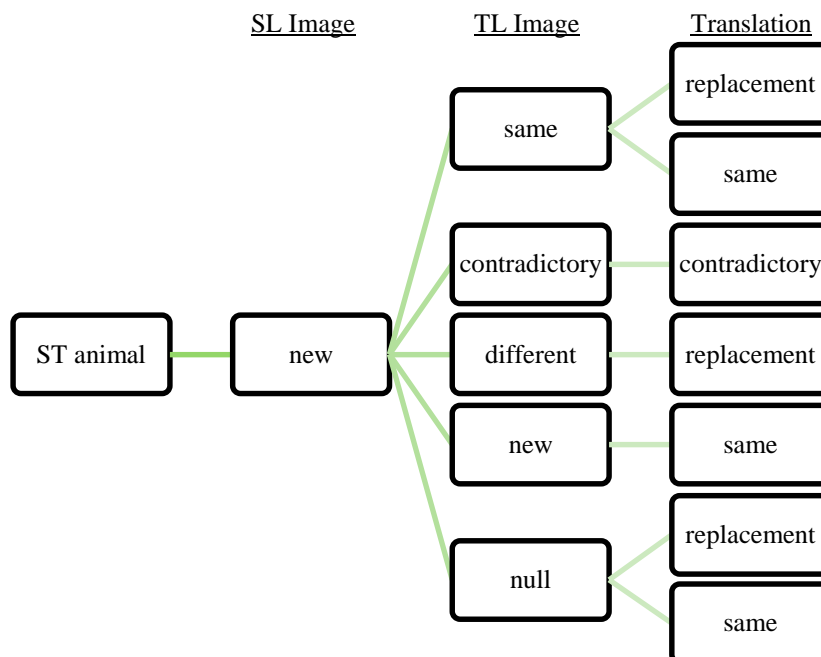 SL Image
TL Image
Translation
replacement
same
same
contradictory
contradictory
ST animal
new
different
replacement
new
same
replacement
null
same